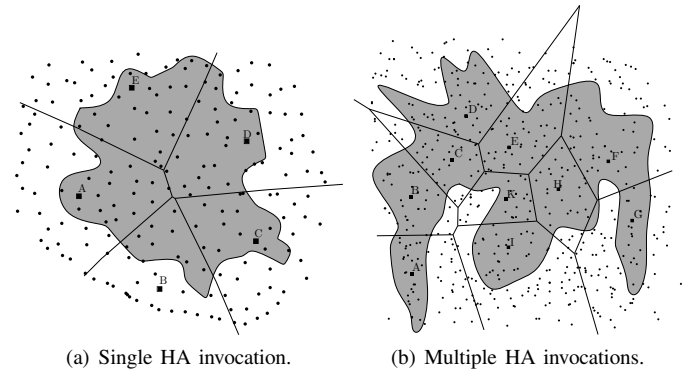 E
D
A
C
B
(a) Single HA invocation.
D
E
C
F
B
K
H
G
I
A
(b) Multiple HA invocations.